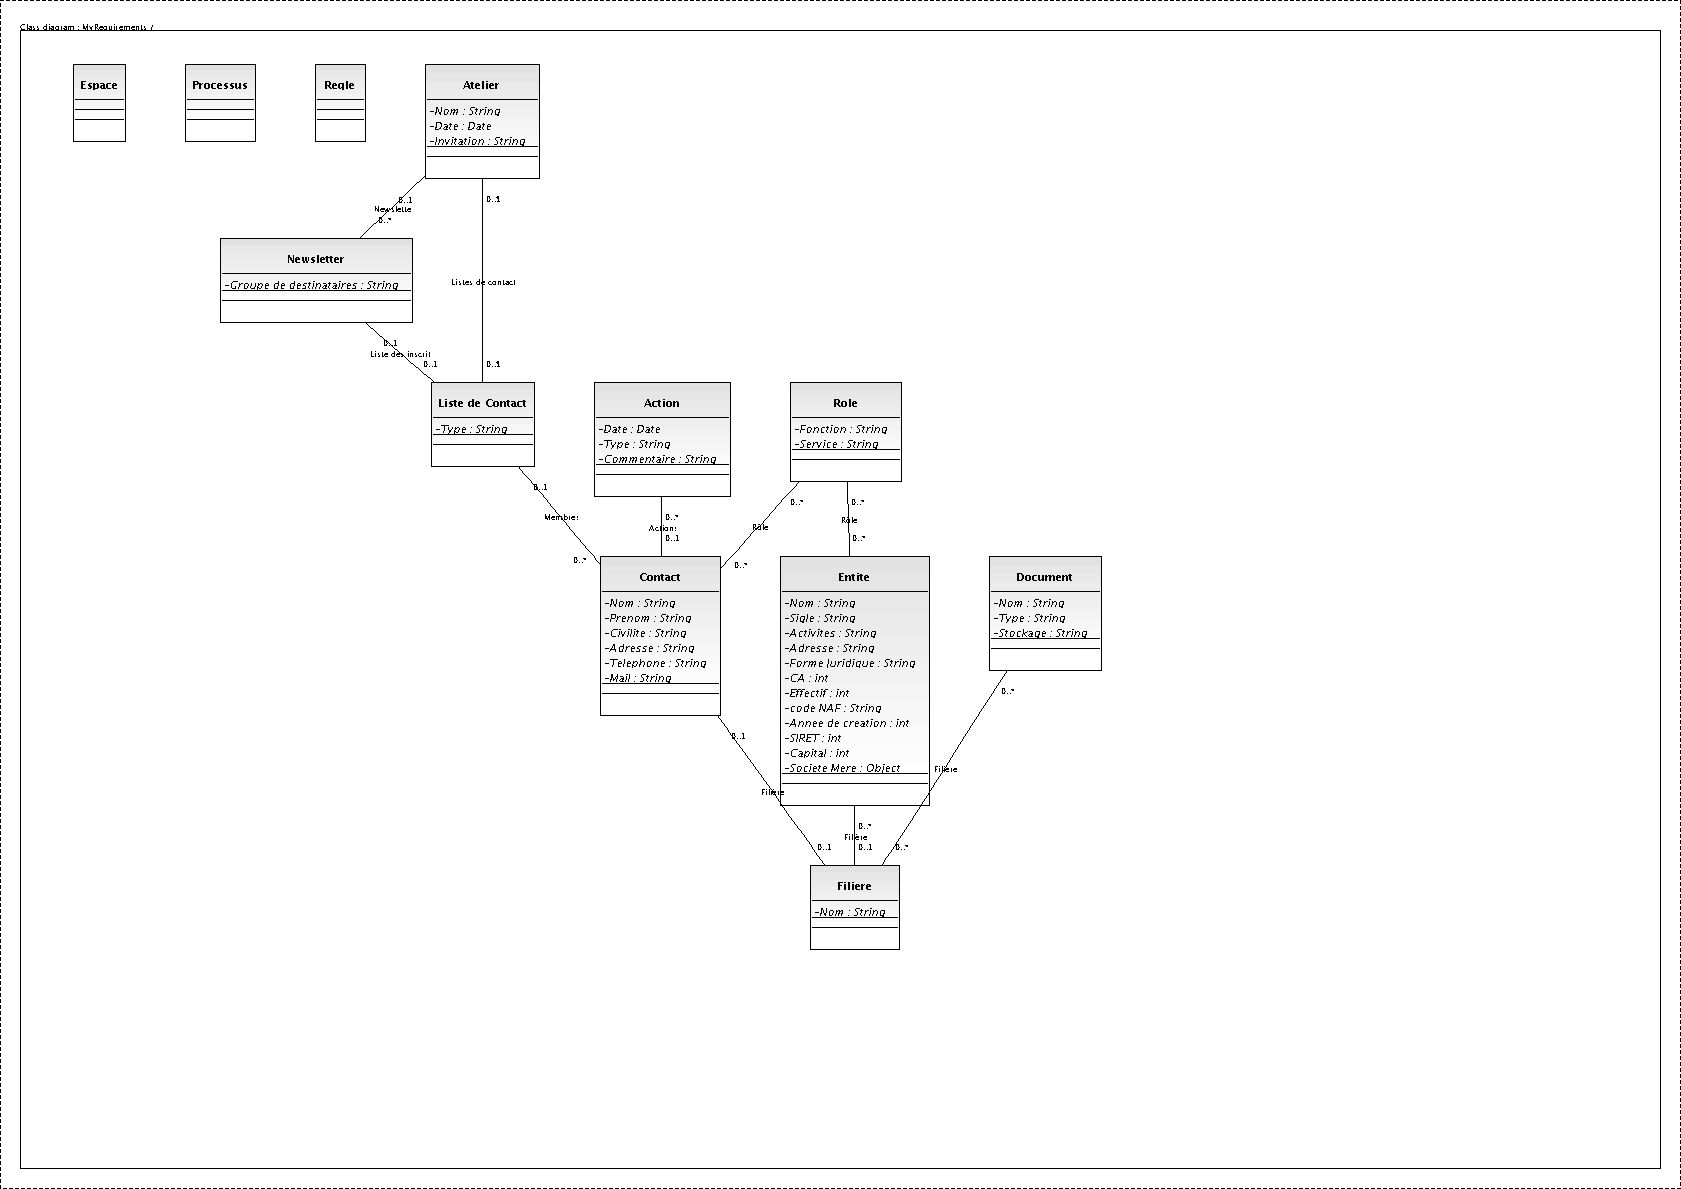 Class diagram : MyRequirements /
Espace
Processus
Regle
Atelier
-Nom : String
-Date : Date
-Invitation : String
0..1
Newslette
0..*
0..1
Newsletter
-Groupe de destinataires : String
Listes de contact
0..1
Liste des inscrit
0..1
0..1
Liste de Contact
-Type : String
Action
-Date : Date
-Type : String
-Commentaire : String
Role
-Fonction : String
-Service : String
0..1
Membre
0..*
0..*
Action
0..1
0..*
Rôle
0..*
0..*
Rôle
0..*
Contact
-Nom : String
-Prenom : String
-Civilite : String
-Adresse : String
-Telephone : String
-Mail : String
Entite
-Nom : String
-Sigle : String
-Activites : String
-Adresse : String
-Forme Juridique : String
-CA : int
-Effectif : int
-code NAF : String
-Annee de creation : int
-SIRET : int
-Capital : int
-Societe Mere : Object
Document
-Nom : String
-Type : String
-Stockage : String
0..1
Filière
0..1
0..*
Filière
0..1
0..*
Filière
0..*
Filiere
-Nom : String